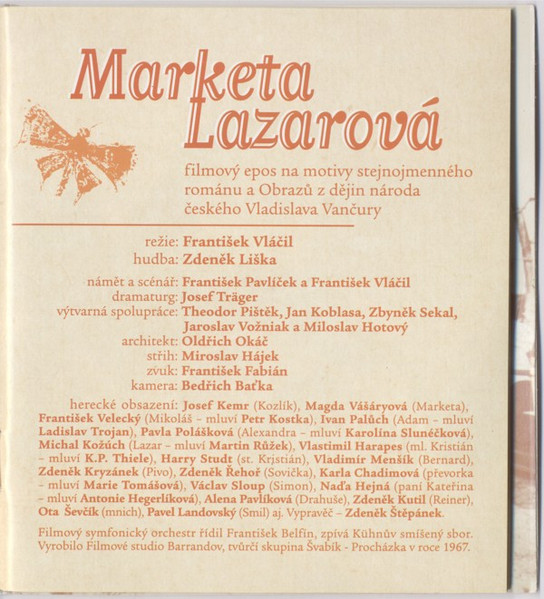 Marketa
Lazarová
filmový epos na motivy stejnojmenného
románu a Obrazů z dějin národa
českého Vladislava Vančury
režie: František Vláčil
hudba: Zdeněk Liška
námět a scénář: František Pavlíček a František Vláčil
dramaturg: Josef Träger
výtvarná spolupráce: Theodor Pištěk, Jan Koblasa, Zbyněk Sekal,
Jaroslav Vožniak a Miloslav Hotový
architekt: Oldřich Okáč
střih: Miroslav Hájek
zvuk: František Fabián
kamera: Bedřich Baťka
herecké obsazení: Josef Kemr (Kozlík), Magda Vášáryová (Marketa),
František Velecký (Mikoláš – mluví Petr Kostka), Ivan Palúch (Adam – mluví
Ladislav Trojan), Pavla Polášková (Alexandra – mluví Karolína Slunéčková),
Michal Kožúch (Lazar – mluví Martin Růžek), Vlastimil Harapes (ml. Kristián
– mluví K.P. Thiele), Harry Studt (st. Kristián), Vladimír Menšík (Bernard),
Zdeněk Kryzánek (Pivo), Zdeněk Řehoř (Sovička), Karla Chadimová (převorka
– mluví Marie Tomášová), Václav Sloup (Simon), Naďa Hejná (paní Kateřina
– mluví Antonie Hegerlíková), Alena Pavlíková (Drahuše), Zdeněk Kutil (Reiner),
Ota Ševčík (mnich), Pavel Landovský (Smil) aj. Vypravěč – Zdeněk Štěpánek.
Filmový symfonický orchestr řídil František Belfín, zpívá Kühnův smíšený sbor.
Vyrobilo Filmové studio Barrandov, tvůrčí skupina Švabík - Procházka v roce 1967.